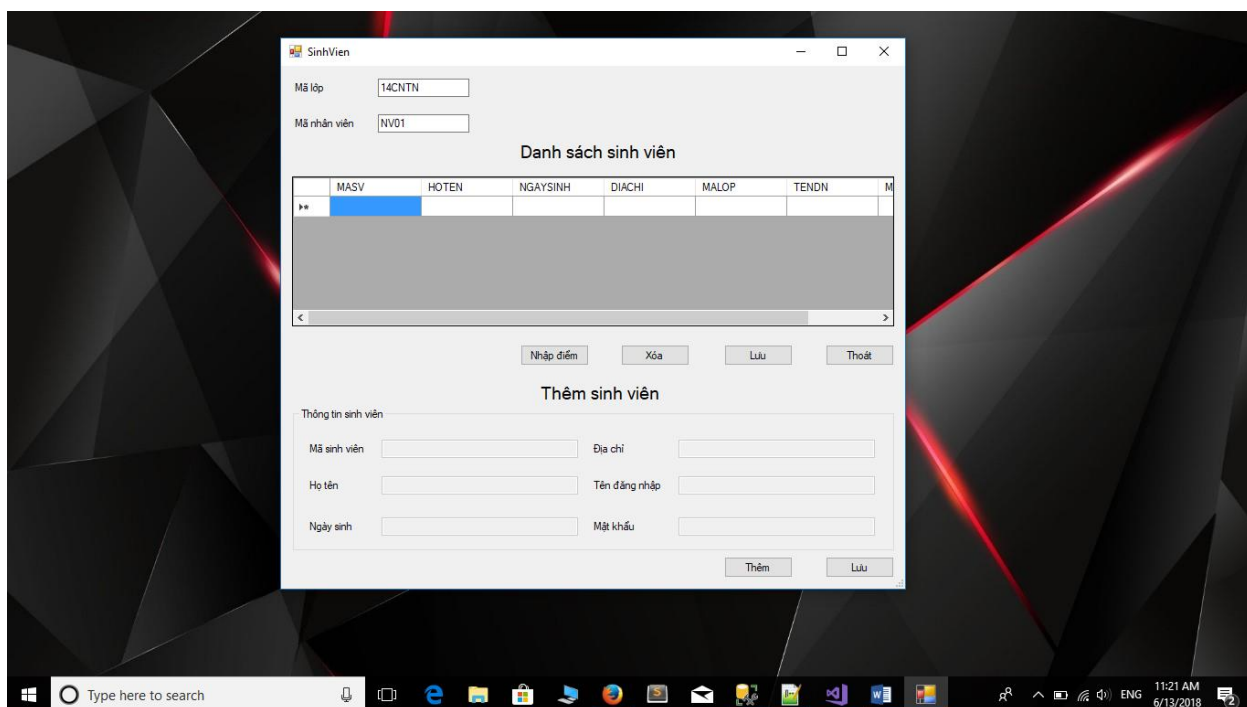 SinhVien
Mã lớp 14CNTN
Mã nhân viên NV01
Danh sách sinh viên
MASV HOTEN NGAYSINH DIACHI MALOP TENDN M
Nhập điểm Xóa Lưu Thoát
Thêm sinh viên
Thông tin sinh viên
Mã sinh viên Địa chỉ
Họ tên Tên đăng nhập
Ngày sinh Mật khẩu
Thêm Lưu
Type here to search ENG 11:21 AM
6/13/2018 2